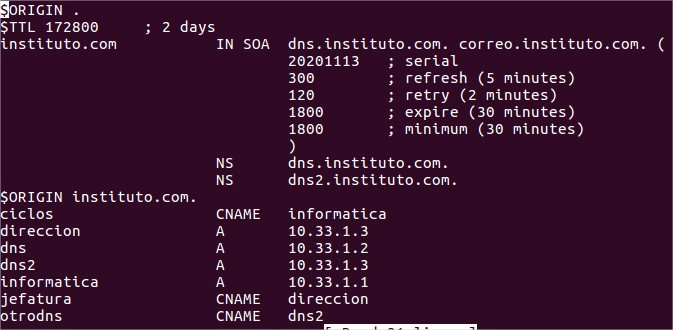 $ORIGIN .
$TTL 172800     ; 2 days
instituto.com           IN SOA  dns.instituto.com. correo.instituto.com. (
                                20201113   ; serial
                                300        ; refresh (5 minutes)
                                120        ; retry (2 minutes)
                                1800       ; expire (30 minutes)
                                1800       ; minimum (30 minutes)
                                )
                        NS      dns.instituto.com.
                        NS      dns2.instituto.com.
$ORIGIN instituto.com.
ciclos                  CNAME   informatica
direccion               A       10.33.1.3
dns                     A       10.33.1.2
dns2                    A       10.33.1.3
informatica             A       10.33.1.1
jefatura                CNAME   direccion
otrodns                 CNAME   dns2